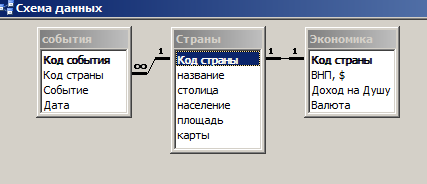 Схема данных
события
Код события
Код страны
Событие
Дата
∞
1
Страны
Код страны
название
столица
население
площадь
карты
1
1
Экономика
Код страны
ВНП, $
Доход на Душу
Валюта